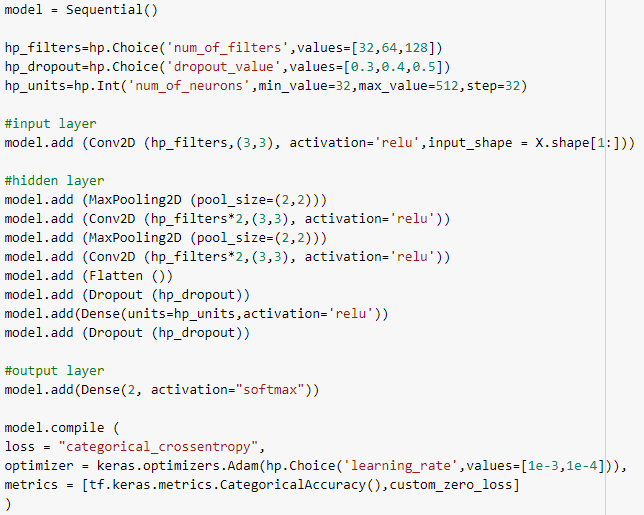 model = Sequential()
hp_filters=hp.Choice('num_of_filters',values=[32,64,128])
hp_dropout=hp.Choice('dropout_value',values=[0.3,0.4,0.5])
hp_units=hp.Int('num_of_neurons',min_value=32,max_value=512,step=32)
#input layer
model.add (Conv2D (hp_filters,(3,3), activation='relu',input_shape = X.shape[1:]))
#hidden layer
model.add (MaxPooling2D (pool_size=(2,2)))
model.add (Conv2D (hp_filters*2,(3,3), activation='relu'))
model.add (MaxPooling2D (pool_size=(2,2)))
model.add (Conv2D (hp_filters*2,(3,3), activation='relu'))
model.add (Flatten ())
model.add (Dropout (hp_dropout))
model.add(Dense(units=hp_units,activation='relu'))
model.add (Dropout (hp_dropout))
#output layer
model.add(Dense(2, activation="softmax"))
model.compile (
loss = "categorical_crossentropy",
optimizer = keras.optimizers.Adam(hp.Choice('learning_rate',values=[1e-3,1e-4])),
metrics = [tf.keras.metrics.CategoricalAccuracy(),custom_zero_loss]
)